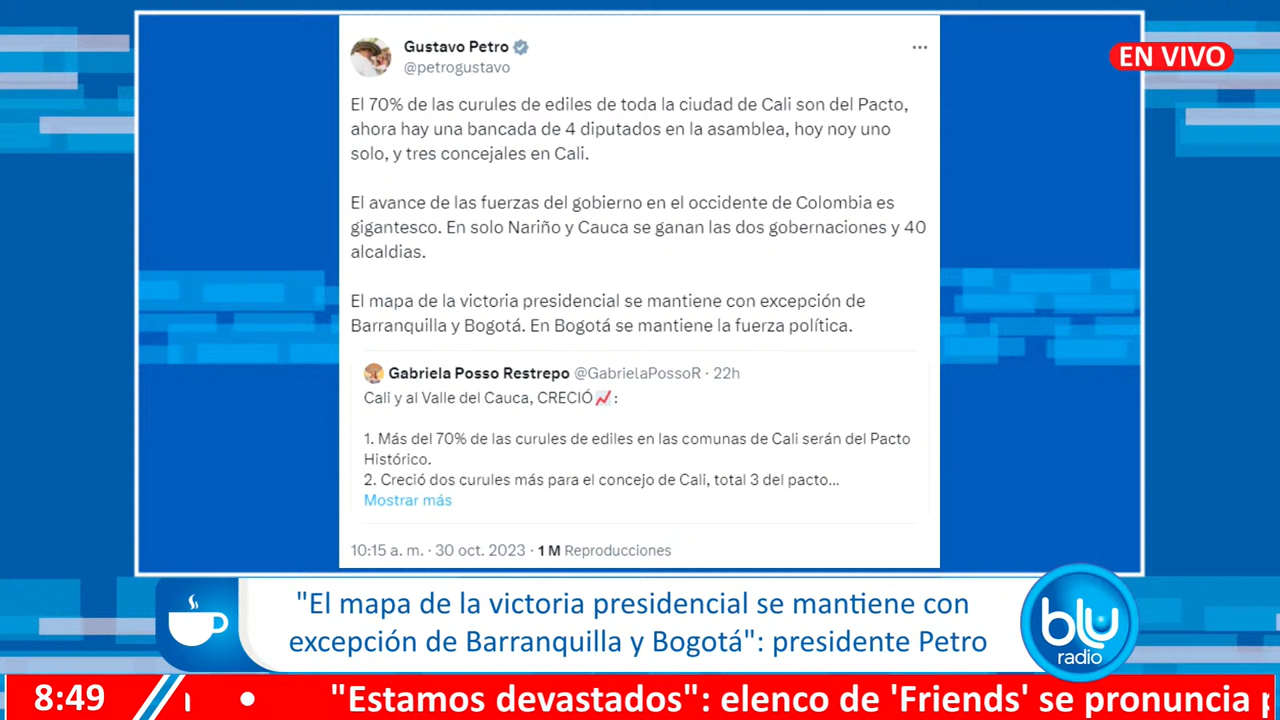 Gustavo Petro
@petrogustavo
EN VIVO
El 70% de las curules de ediles de toda la ciudad de Cali son del Pacto,
ahora hay una bancada de 4 diputados en la asamblea, hoy noy uno
solo, y tres concejales en Cali.
El avance de las fuerzas del gobierno en el occidente de Colombia es
gigantesco. En solo Nariño y Cauca se ganan las dos gobernaciones y 40
alcaldias.
El mapa de la victoria presidencial se mantiene con excepción de
Barranquilla y Bogotá. En Bogotá se mantiene la fuerza política.
Gabriela Posso Restrepo @GabrielaPossoR · 22h
Cali y al Valle del Cauca, CRECIÓ📈:
1. Más del 70% de las curules de ediles en las comunas de Cali serán del Pacto
Histórico.
2. Creció dos curules más para el concejo de Cali, total 3 del pacto...
Mostrar más
10:15 a. m. · 30 oct. 2023 · 1 M Reproducciones
"El mapa de la victoria presidencial se mantiene con
excepción de Barranquilla y Bogotá": presidente Petro
blu
radio
8:49
• "Estamos devastados": elenco de 'Friends' se pronuncia